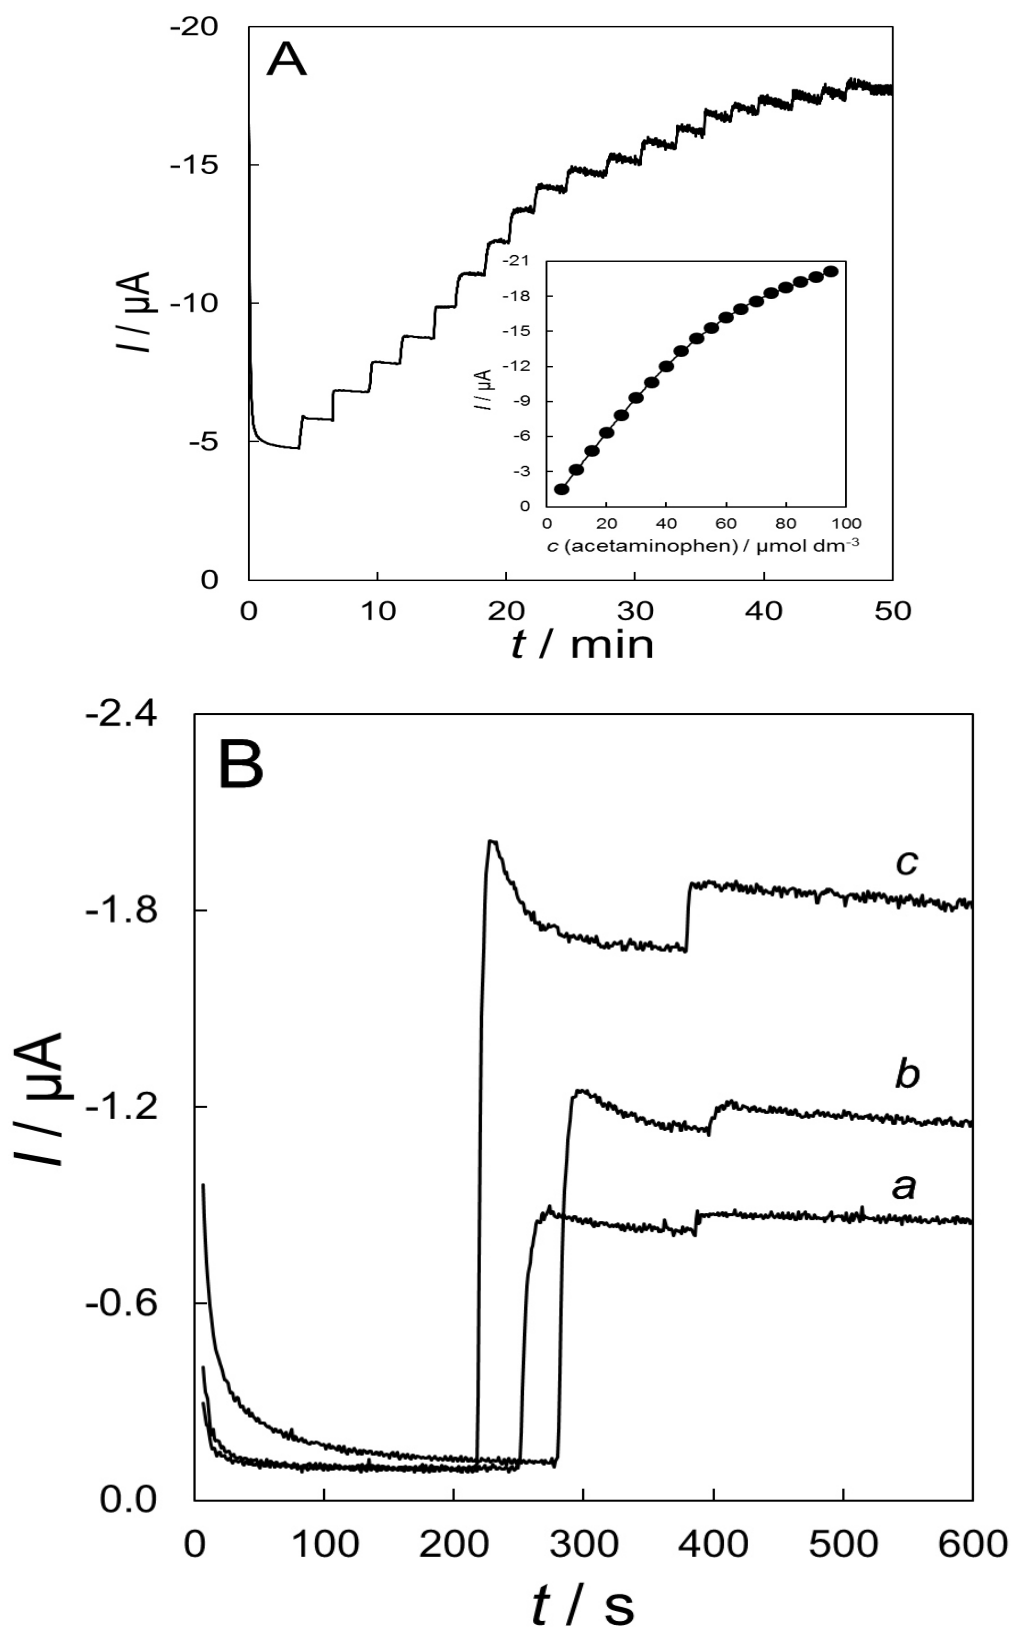 -20
A
-15
-10
-5
0
I / µA
0 10 20 30 40 50
t / min
-21
-18
-15
-12
-9
-6
-3
0
I / µA
0 20 40 60 80 100
c (acetaminophen) / µmol dm-3
-2.4
B
-1.8
-1.2
-0.6
0.0
I / µA
c
b
a
0 100 200 300 400 500 600
t / s